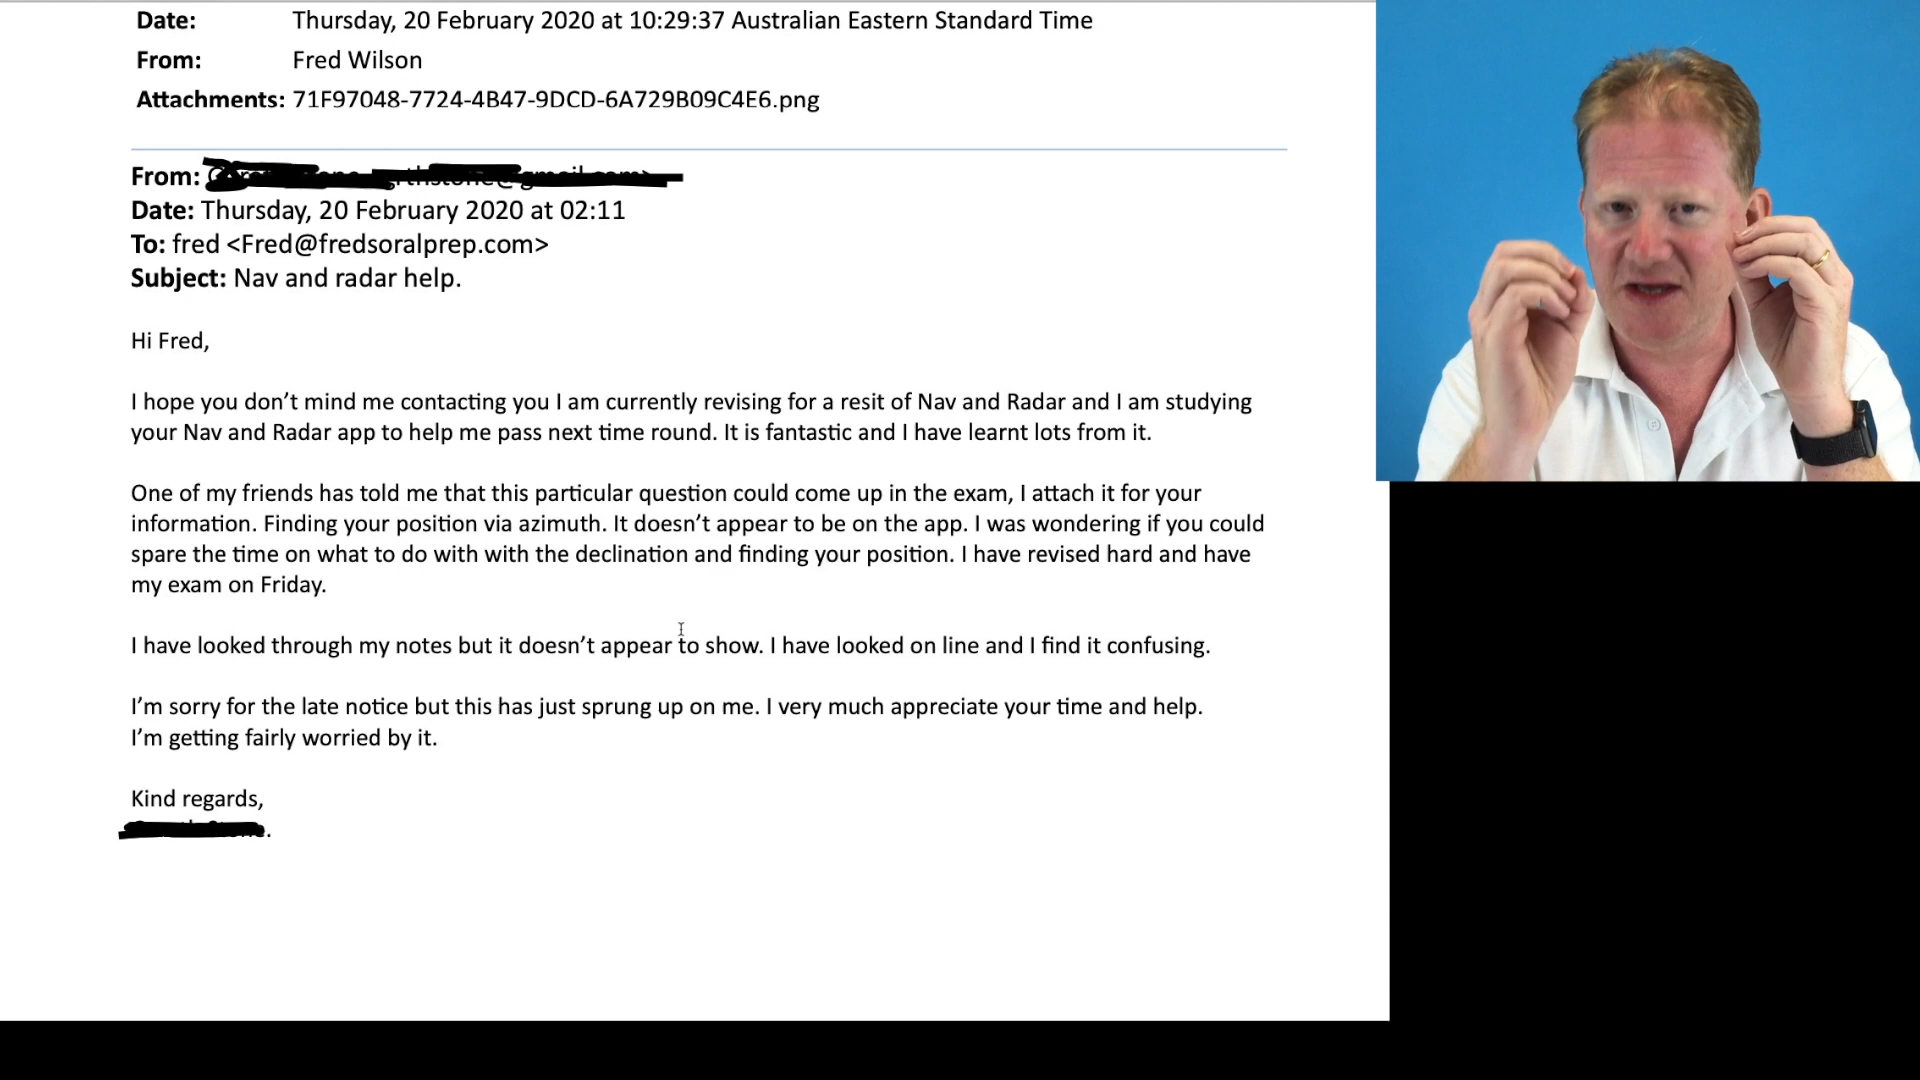 Date: Thursday, 20 February 2020 at 10:29:37 Australian Eastern Standard Time
From: Fred Wilson
Attachments: 71F97048-7724-4B47-9DCD-6A729B09C4E6.png
From:
Date: Thursday, 20 February 2020 at 02:11
To: fred <Fred@fredsoralprep.com>
Subject: Nav and radar help.
Hi Fred,
I hope you don’t mind me contacting you I am currently revising for a resit of Nav and Radar and I am studying
your Nav and Radar app to help me pass next time round. It is fantastic and I have learnt lots from it.
One of my friends has told me that this particular question could come up in the exam, I attach it for your
information. Finding your position via azimuth. It doesn’t appear to be on the app. I was wondering if you could
spare the time on what to do with with the declination and finding your position. I have revised hard and have
my exam on Friday.
I have looked through my notes but it doesn’t appear to show. I have looked on line and I find it confusing.
I’m sorry for the late notice but this has just sprung up on me. I very much appreciate your time and help.
I’m getting fairly worried by it.
Kind regards,